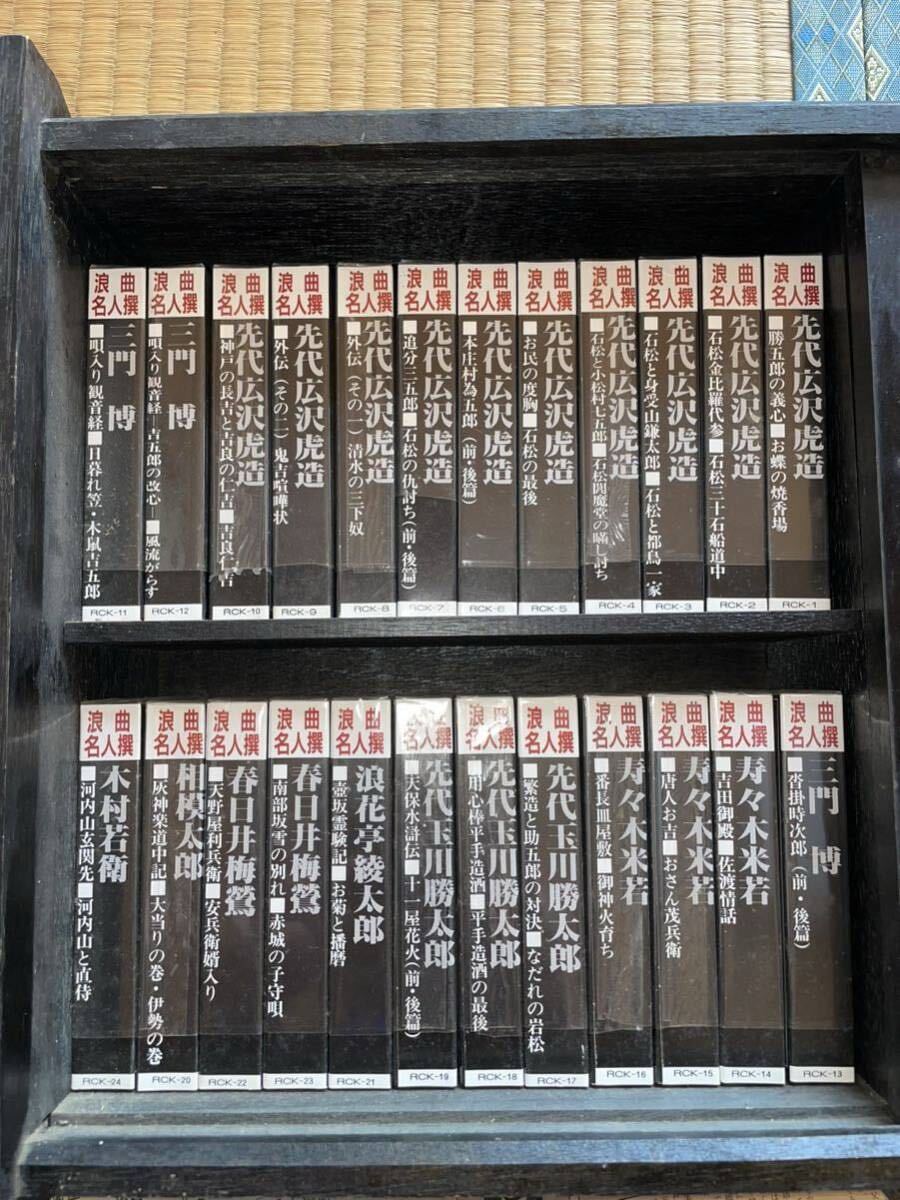 浪曲
名人撰
三門 博
■唄入り観音経■日暮れ笠・木鼠吉五郎
RCK-11
浪曲
名人撰
三門 博
■唄入り観音経―吉五郎の改心―■風流がらす
RCK-12
浪曲
名人撰
先代広沢虎造
■神戸の長吉と吉良の仁吉■吉良仁吉
RCK-10
浪曲
名人撰
先代広沢虎造
■外伝(その二)鬼吉喧嘩状
RCK-9
浪曲
名人撰
先代広沢虎造
■外伝(その一)清水の三下奴
RCK-8
浪曲
名人撰
先代広沢虎造
■追分三五郎■石松の仇討ち(前・後篇)
RCK-7
浪曲
名人撰
先代広沢虎造
■本庄村為五郎(前・後篇)
RCK-6
浪曲
名人撰
先代広沢虎造
■お民の度胸■石松の最後
RCK-5
浪曲
名人撰
先代広沢虎造
■石松と小松村七五郎■石松閻魔堂の騙し討ち
RCK-4
浪曲
名人撰
先代広沢虎造
■石松と身受山鎌太郎■石松と都鳥一家
RCK-3
浪曲
名人撰
先代広沢虎造
■石松金比羅代参■石松三十石船道中
RCK-2
浪曲
名人撰
先代広沢虎造
■勝五郎の義心■お蝶の焼香場
RCK-1
浪曲
名人撰
木村若衛
■河内山玄関先■河内山と直侍
RCK-24
浪曲
名人撰
相模太郎
■灰神楽道中記■大当りの巻・伊勢の巻
RCK-20
浪曲
名人撰
春日井梅鶯
■天野屋利兵衛■安兵衛婿入り
RCK-22
浪曲
名人撰
春日井梅鶯
■南部坂雪の別れ■赤城の子守唄
RCK-23
浪曲
名人撰
浪花亭綾太郎
■壺坂霊験記■お菊と播磨
RCK-21
名人撰
先代玉川勝太郎
■天保水滸伝■十一屋花火(前・後篇)
RCK-19
名人撰
先代玉川勝太郎
■用心棒平手造酒■平手造酒の最後
RCK-18
浪曲
名人撰
先代玉川勝太郎
■繁造と助五郎の対決■なだれの岩松
RCK-17
浪曲
名人撰
寿々木米若
■番長皿屋敷■御神火育ち
RCK-16
浪曲
名人撰
寿々木米若
■唐人お吉■おさん茂兵衛
RCK-15
浪曲
名人撰
寿々木米若
■吉田御殿■佐渡情話
RCK-14
浪曲
名人撰
三門 博
■沓掛時次郎(前・後篇)
RCK-13